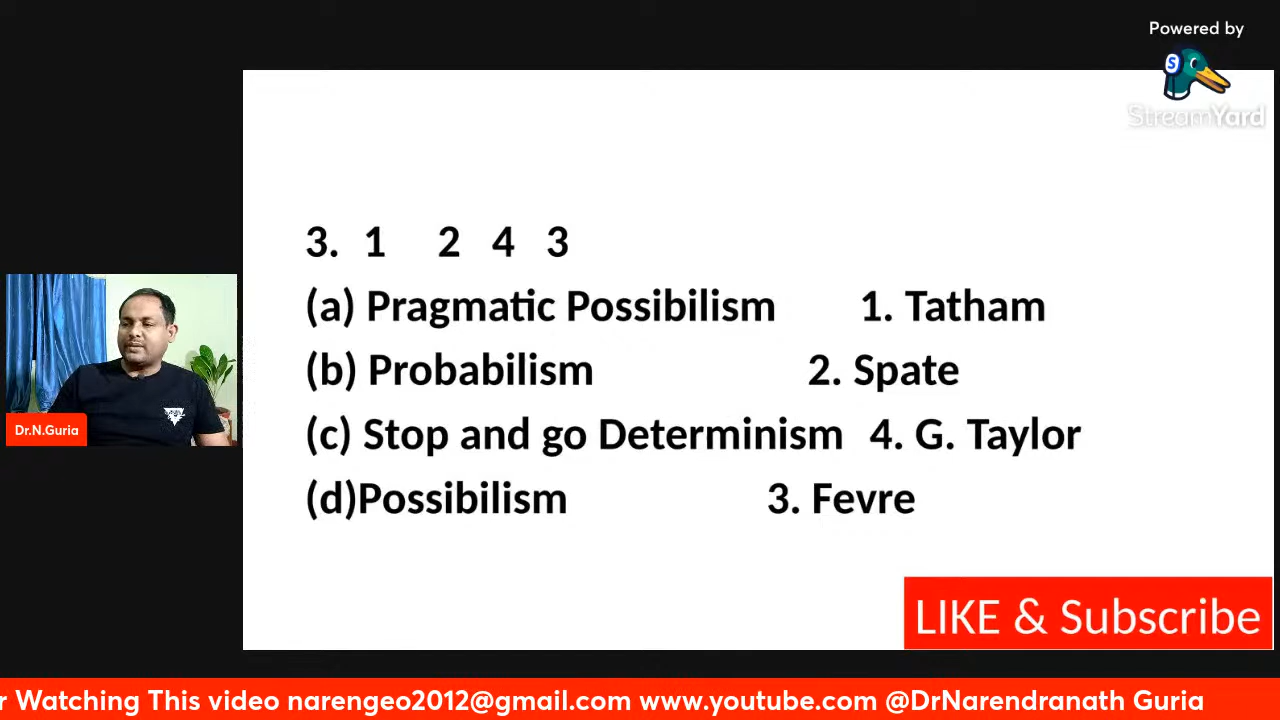 Powered by
StreamYard
3. 1 2 4 3
(a) Pragmatic Possibilism 1. Tatham
(b) Probabilism 2. Spate
(c) Stop and go Determinism 4. G. Taylor
(d)Possibilism 3. Fevre
Dr.N.Guria
LIKE & Subscribe
r Watching This video narengeo2012@gmail.com www.youtube.com @DrNarendranath Guria